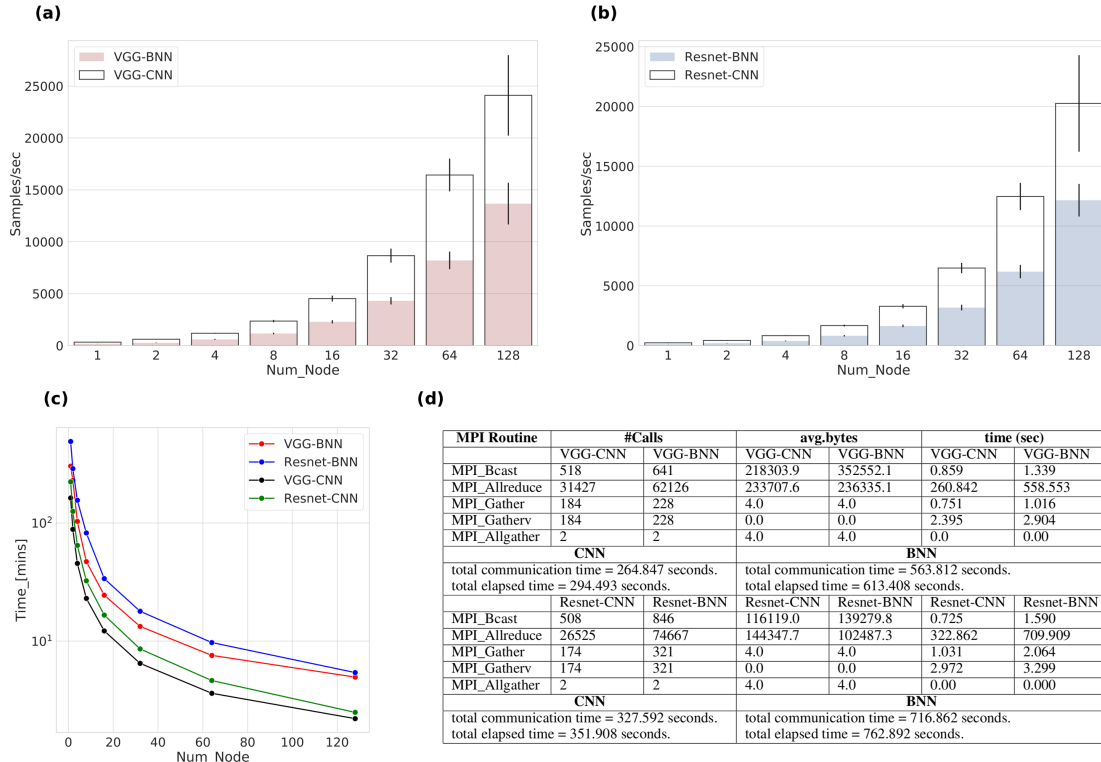 (a)
VGG-BNN
VGG-CNN
Samples/sec
25000
20000
15000
10000
5000
0
1 2 4 8 16 32 64 128
Num_Node
(b)
Resnet-BNN
Resnet-CNN
Samples/sec
25000
20000
15000
10000
5000
0
1 2 4 8 16 32 64 128
Num_Node
(c)
VGG-BNN
Resnet-BNN
VGG-CNN
Resnet-CNN
Time_[mins]
10²
10¹
0 20 40 60 80 100 120
Num_Node
(d)
MPI Routine #Calls avg.bytes time (sec)
VGG-CNN VGG-BNN VGG-CNN VGG-BNN VGG-CNN VGG-BNN
MPI_Bcast 518 641 218303.9 352552.1 0.859 1.339
MPI_Allreduce 31427 62126 233707.6 236335.1 260.842 558.553
MPI_Gather 184 228 4.0 4.0 0.751 1.016
MPI_Gatherv 184 228 0.0 0.0 2.395 2.904
MPI_Allgather 2 2 4.0 4.0 0.0 0.00
CNN BNN
total communication time = 264.847 seconds. total communication time = 563.812 seconds.
total elapsed time = 294.493 seconds. total elapsed time = 613.408 seconds.
Resnet-CNN Resnet-BNN Resnet-CNN Resnet-BNN Resnet-CNN Resnet-BNN
MPI_Bcast 508 846 116119.0 139279.8 0.725 1.590
MPI_Allreduce 26525 74667 144347.7 102487.3 322.862 709.909
MPI_Gather 174 321 4.0 4.0 1.031 2.064
MPI_Gatherv 174 321 0.0 0.0 2.972 3.299
MPI_Allgather 2 2 4.0 4.0 0.00 0.000
CNN BNN
total communication time = 327.592 seconds. total communication time = 716.862 seconds.
total elapsed time = 351.908 seconds. total elapsed time = 762.892 seconds.